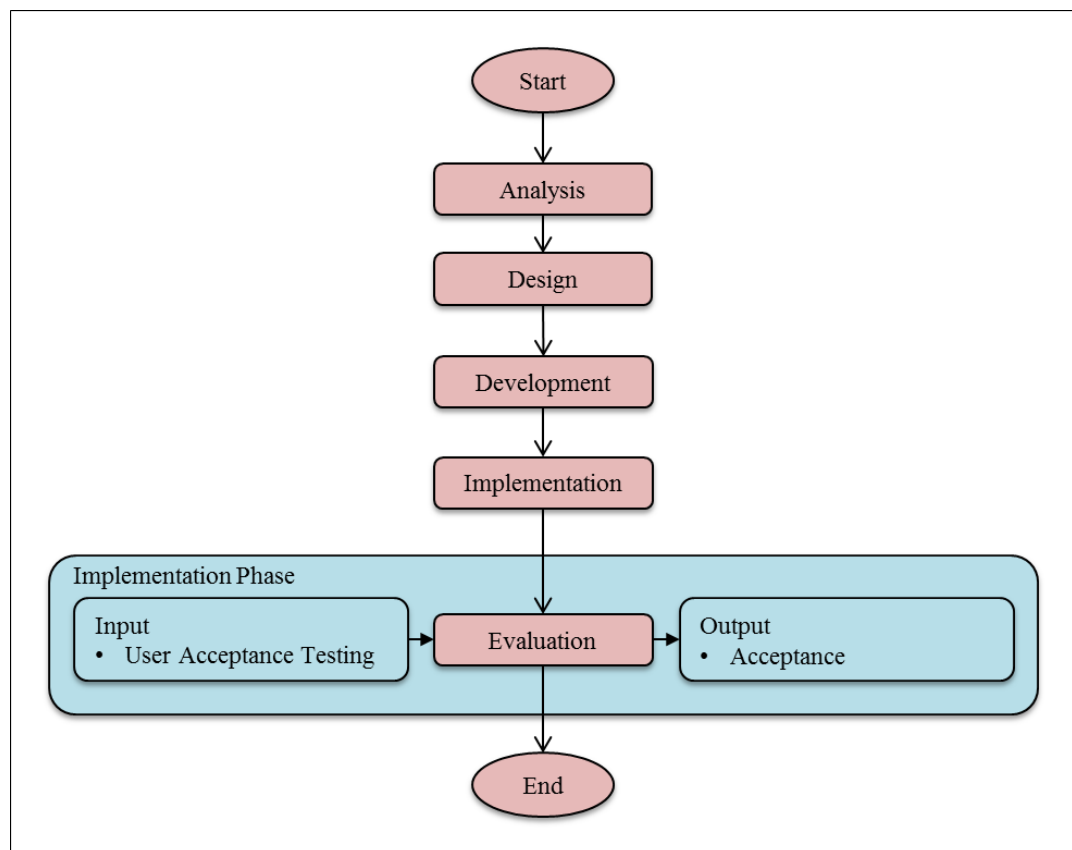 Start
Analysis
Design
Development
Implementation
Implementation Phase
Input
• User Acceptance Testing
Evaluation
Output
• Acceptance
End